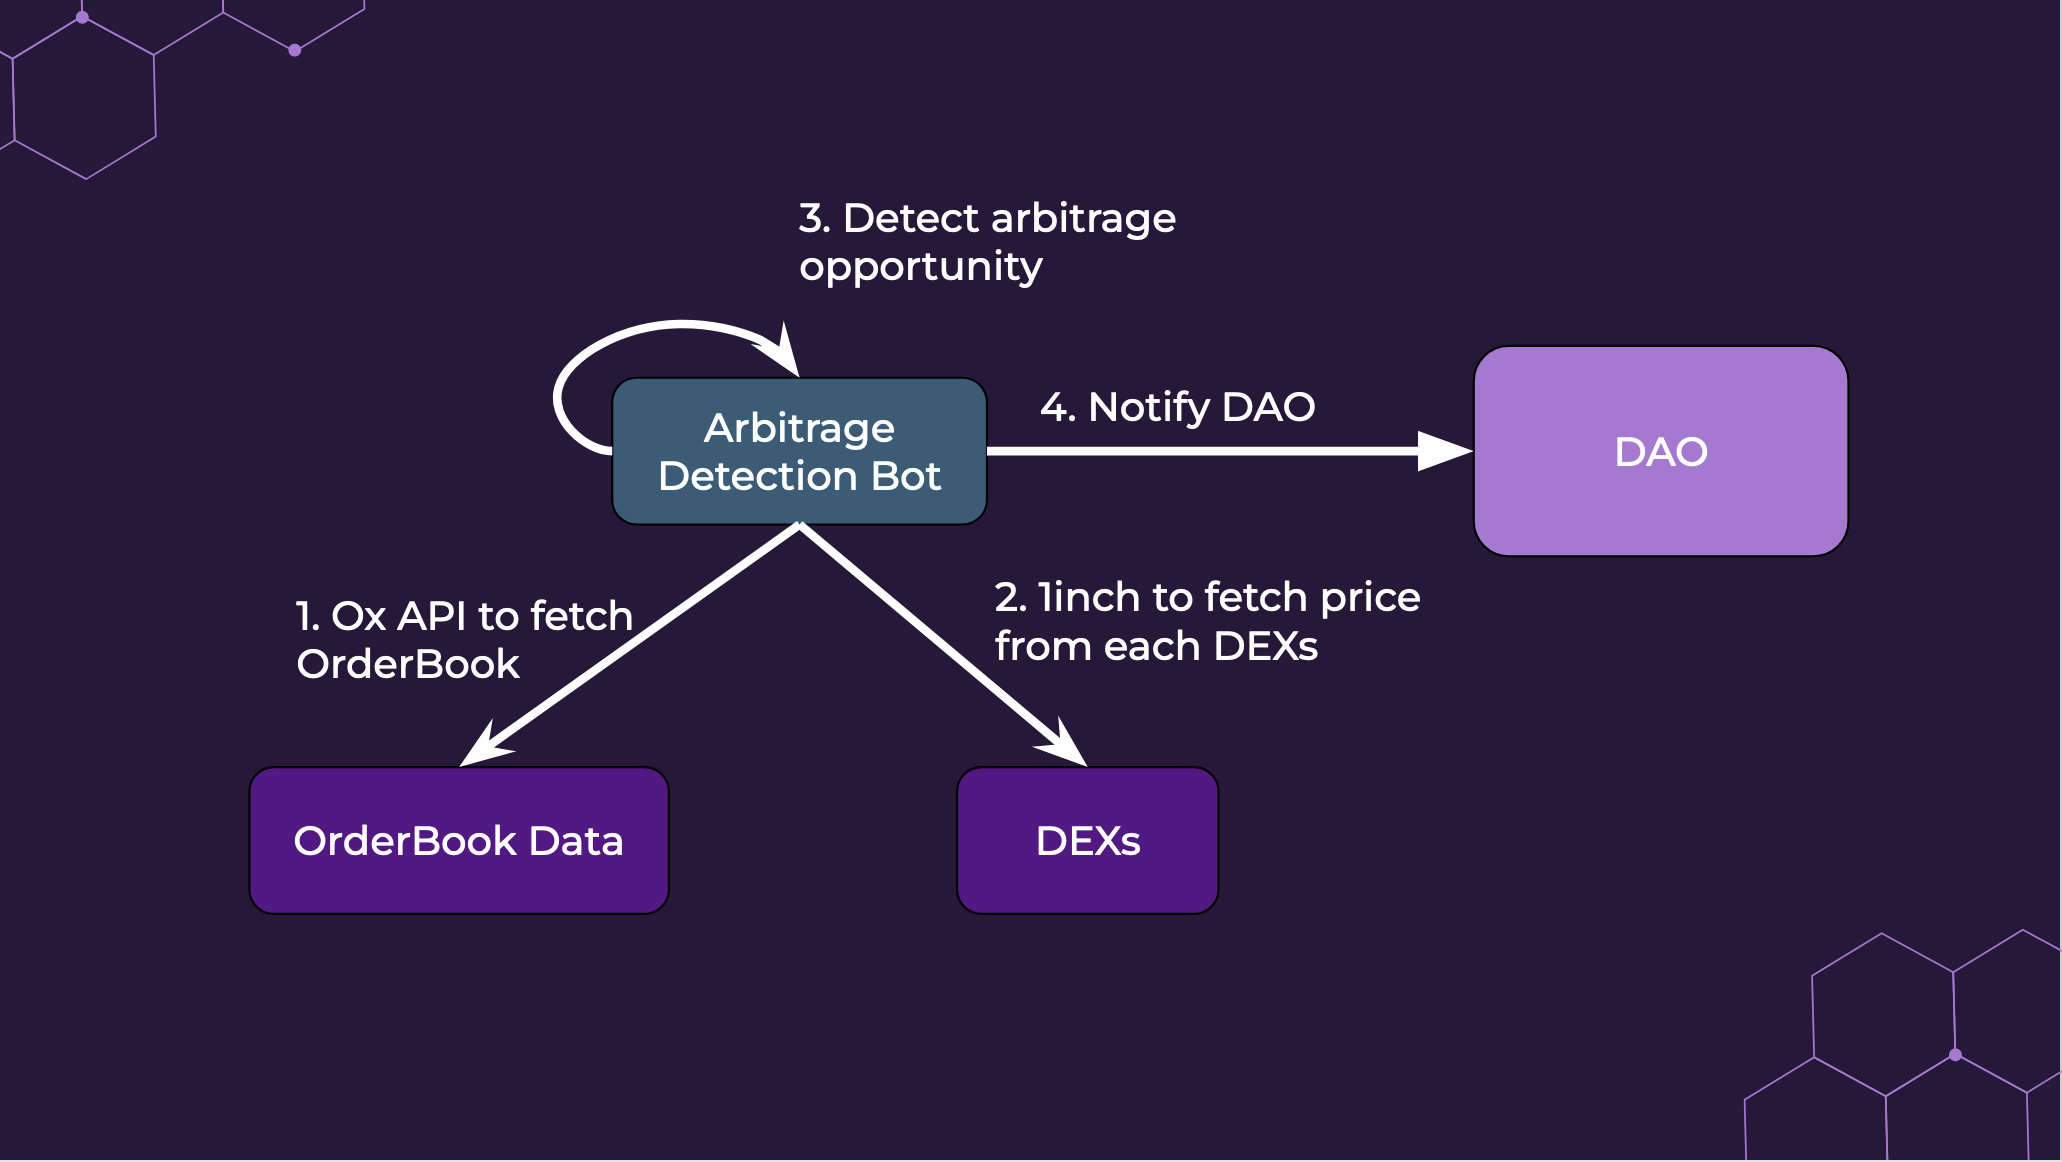 3. Detect arbitrage
opportunity
Arbitrage
Detection Bot
4. Notify DAO
DAO
1. Ox API to fetch
OrderBook
2. 1inch to fetch price
from each DEXs
OrderBook Data
DEXs